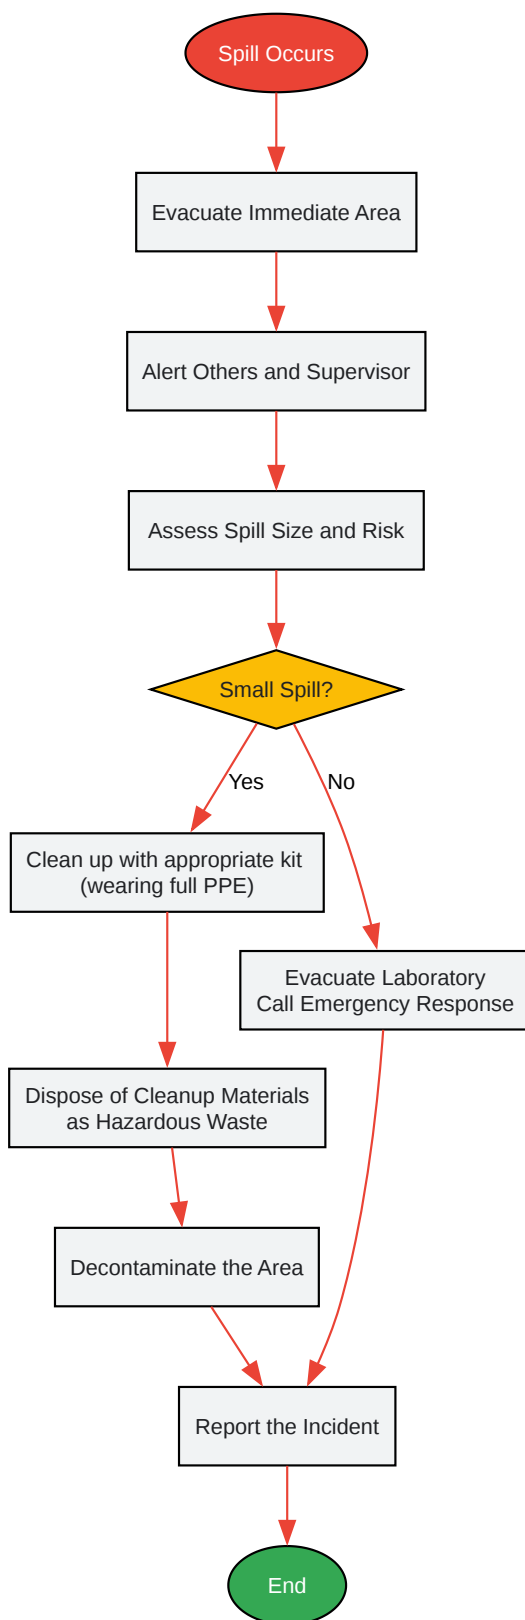 Spill Occurs
Evacuate Immediate Area
Alert Others and Supervisor
Assess Spill Size and Risk
Small Spill?
Yes
No
Clean up with appropriate kit
(wearing full PPE)
Evacuate Laboratory
Call Emergency Response
Dispose of Cleanup Materials
as Hazardous Waste
Decontaminate the Area
Report the Incident
End